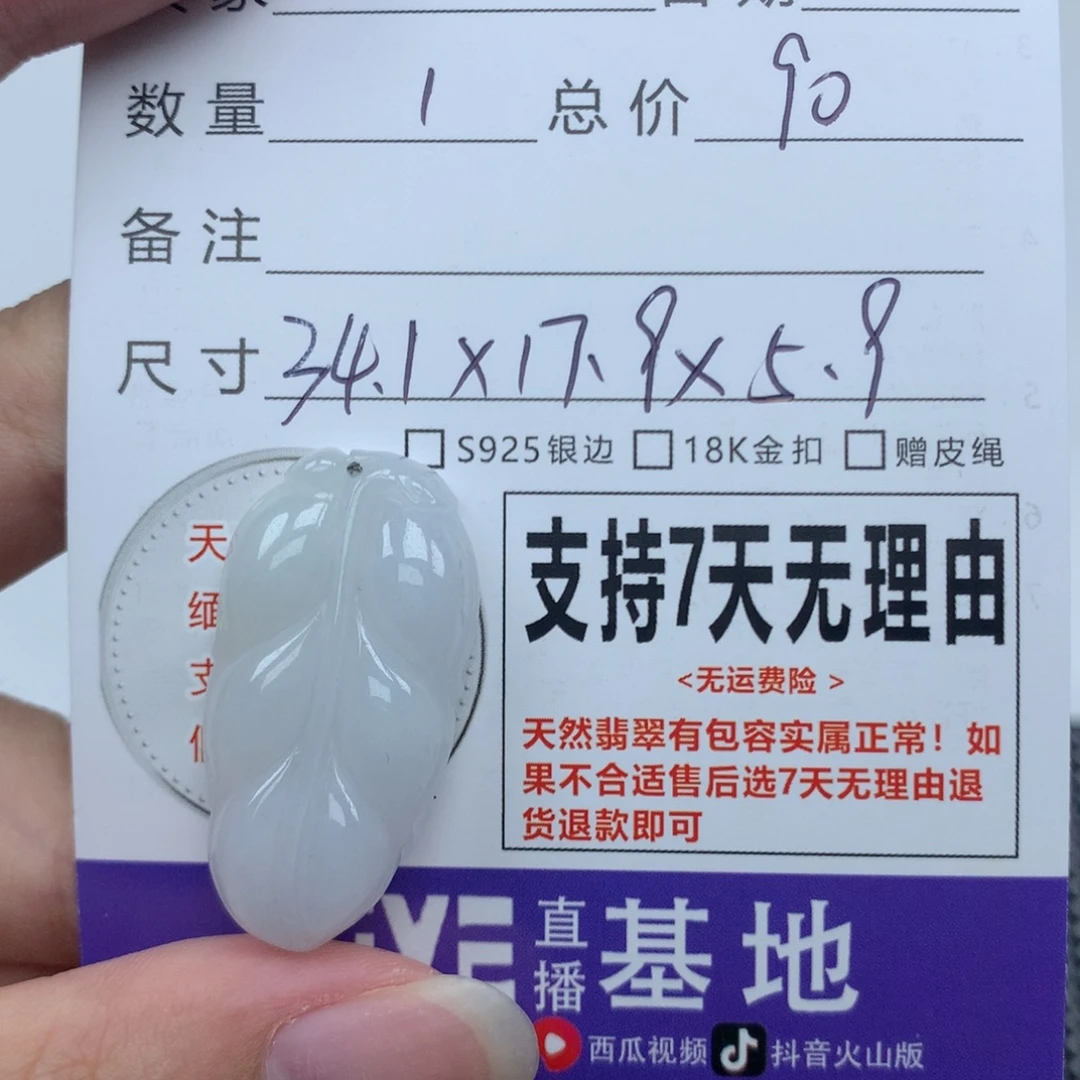 数量 1 总价 90
备注
尺寸 34.1×17.9×5.9
S925银边 18K金扣 赠皮绳
天
缅
支
支持7天无理由
<无运费险 >
天然翡翠有包容实属正常！如
果不合适售后选7天无理由退
货退款即可
YE 直播 基地
西瓜视频 抖音火山版